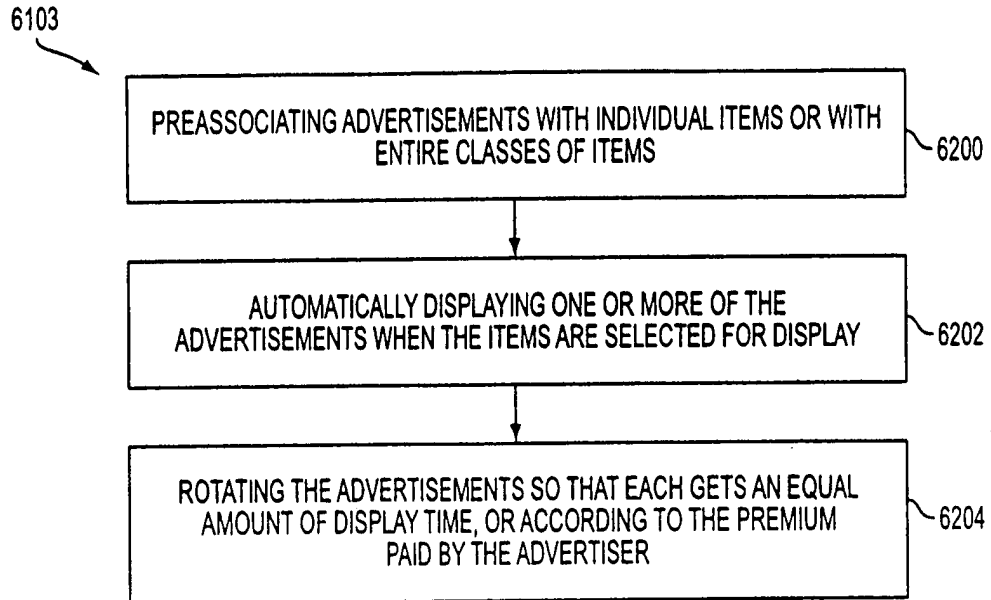 6103
PREASSOCIATING ADVERTISEMENTS WITH INDIVIDUAL ITEMS OR WITH
ENTIRE CLASSES OF ITEMS
6200
AUTOMATICALLY DISPLAYING ONE OR MORE OF THE
ADVERTISEMENTS WHEN THE ITEMS ARE SELECTED FOR DISPLAY
6202
ROTATING THE ADVERTISEMENTS SO THAT EACH GETS AN EQUAL
AMOUNT OF DISPLAY TIME, OR ACCORDING TO THE PREMIUM
PAID BY THE ADVERTISER
6204